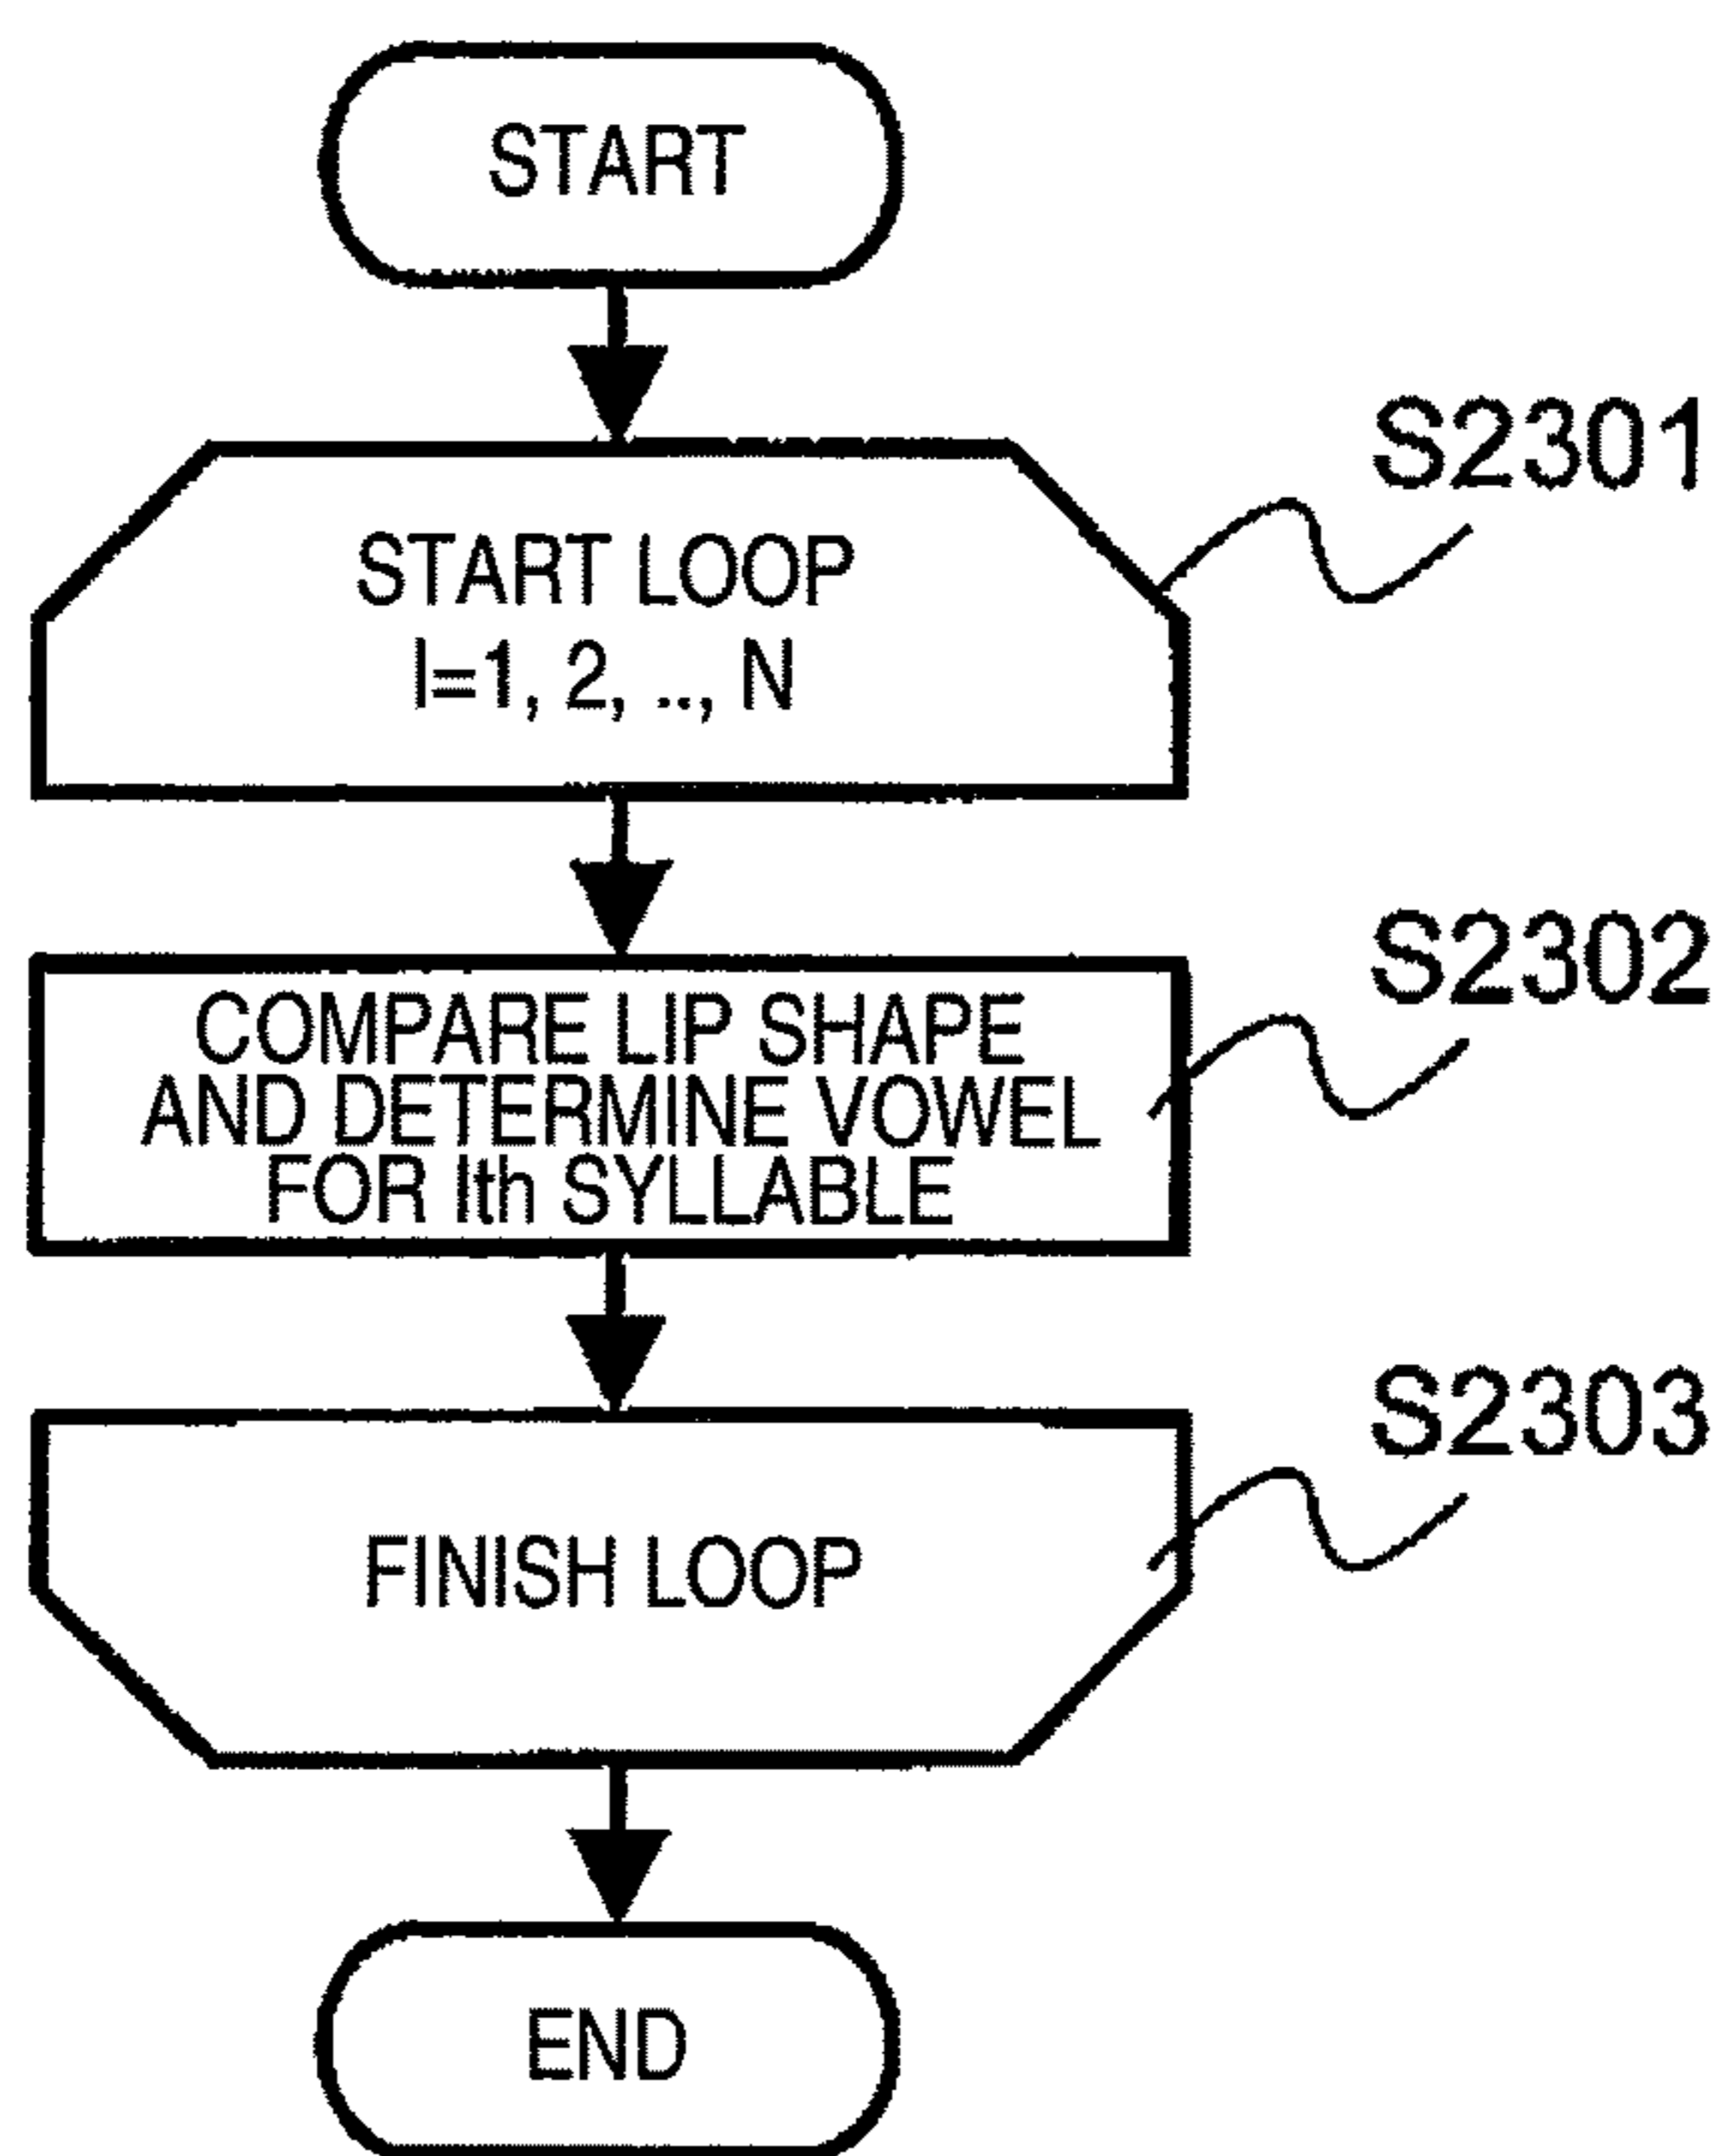 START
S2301
START LOOP
I=1, 2, .., N
S2302
COMPARE LIP SHAPE
AND DETERMINE VOWEL
FOR Ith SYLLABLE
S2303
FINISH LOOP
END